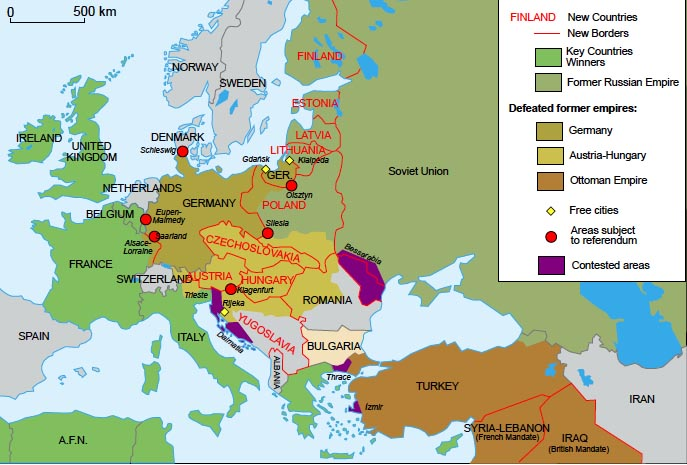 0 500 km
FINLAND New Countries
New Borders
Key Countries
Winners
Former Russian Empire
Defeated former empires:
Germany
Austria-Hungary
Ottoman Empire
Free cities
Areas subject
to referendum
Contested areas
NORWAY
SWEDEN
FINLAND
ESTONIA
LATVIA
LITHUANIA
Klaipėda
DENMARK
Schleswig
IRELAND
UNITED
KINGDOM
Gdańsk
GER.
Olsztyn
Soviet Union
NETHERLANDS
GERMANY
POLAND
BELGIUM
Eupen-
Malmedy
Silesia
Saarland
Alsace-
Lorraine
CZECHOSLOVAKIA
Bessarabia
FRANCE
SWITZERLAND
AUSTRIA
HUNGARY
Klagenfurt
Trieste
Rijeka
ROMANIA
YUGOSLAVIA
SPAIN
ITALY
Dalmatia
BULGARIA
ALBANIA
Thrace
TURKEY
İzmir
IRAN
SYRIA-LEBANON
(French Mandate)
IRAQ
(British Mandate)
A.F.N.